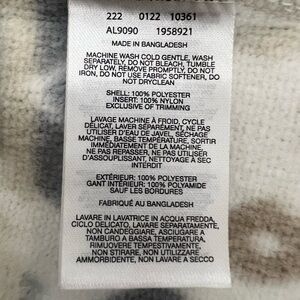 222 0122 10361
AL9090 1958921
MADE IN BANGLADESH
MACHINE WASH COLD GENTLE, WASH
SEPARATELY, DO NOT BLEACH, TUMBLE
DRY LOW, REMOVE PROMPTLY, DO NOT
IRON, DO NOT USE FABRIC SOFTENER, DO
NOT DRYCLEAN
SHELL: 100% POLYESTER
INSERT: 100% NYLON
EXCLUSIVE OF TRIMMING
LAVAGE MACHINE À FROID, CYCLE
DÉLICAT, LAVER SÉPARÉMENT, NE PAS
UTILISER D'EAU DE JAVEL, SÉCHAGE
MACHINE, BASSE TEMPÉRATURE, SORTIR
IMMÉDIATEMENT DE LA MACHINE
NE PAS REPASSER, NE PAS UTILISER
D'ASSOUPLISSANT, NETTOYAGE À SEC
INTERDIT
EXTÉRIEUR: 100% POLYESTER
GANT INTÉRIEUR: 100% POLYAMIDE
SAUF LES BORDURES
FABRIQUÉ AU BANGLADESH
LAVARE IN LAVATRICE IN ACQUA FREDDA,
CICLO DELICATO, LAVARE SEPARATAMENTE,
NON CANDEGGIARE, ASCIUGARE A
TAMBURO A BASSA TEMPERATURA,
RIMUOVERE TEMPESTIVAMENTE,
NON STIRARE, NON UTILIZZARE
AMMORBIDENTE, NON LAVARE A SECCO